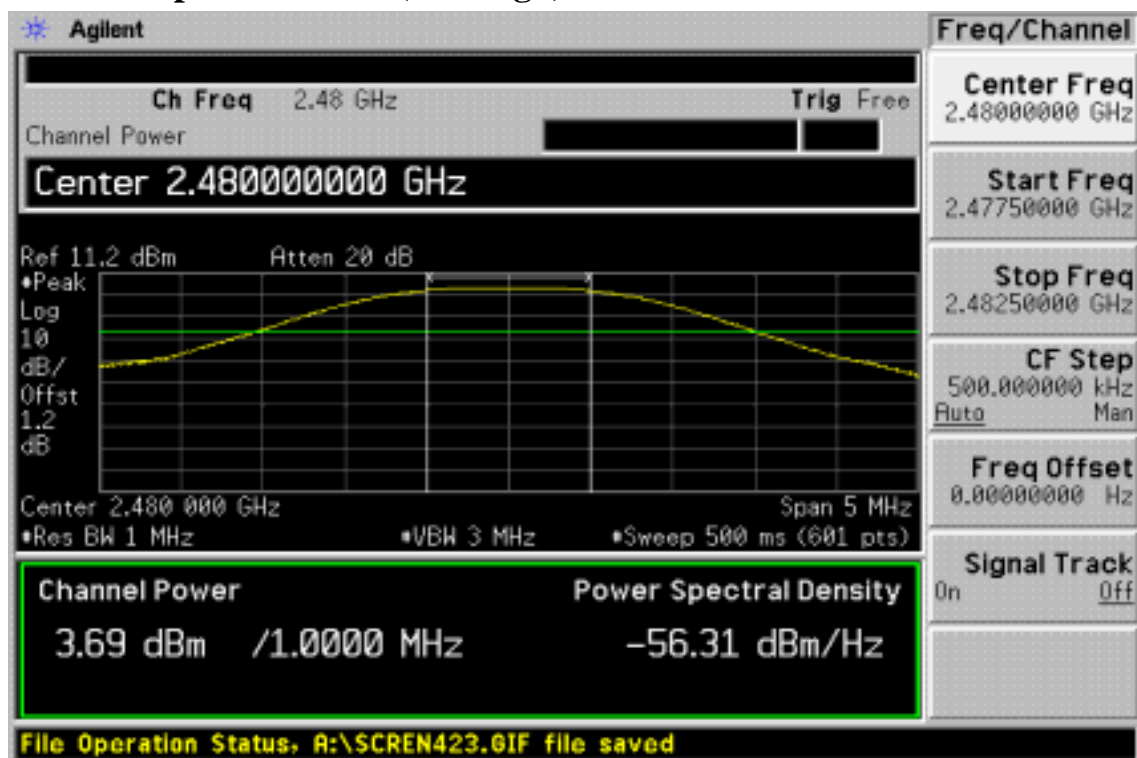 Agilent
Freq/Channel
Ch Freq 2.48 GHz Trig Free
Channel Power
Center 2.480000000 GHz
Ref 11.2 dBm Atten 20 dB
•Peak
Log
10
dB/
Offst
1.2
dB
Center 2.480 000 GHz Span 5 MHz
•Res BW 1 MHz •VBW 3 MHz •Sweep 500 ms (601 pts)
Channel Power Power Spectral Density
3.69 dBm /1.0000 MHz -56.31 dBm/Hz
File Operation Status, A:\SCREN423.GIF file saved
Center Freq
2.48000000 GHz
Start Freq
2.47750000 GHz
Stop Freq
2.48250000 GHz
CF Step
500.000000 kHz
Auto Man
Freq Offset
0.00000000 Hz
Signal Track
On Off